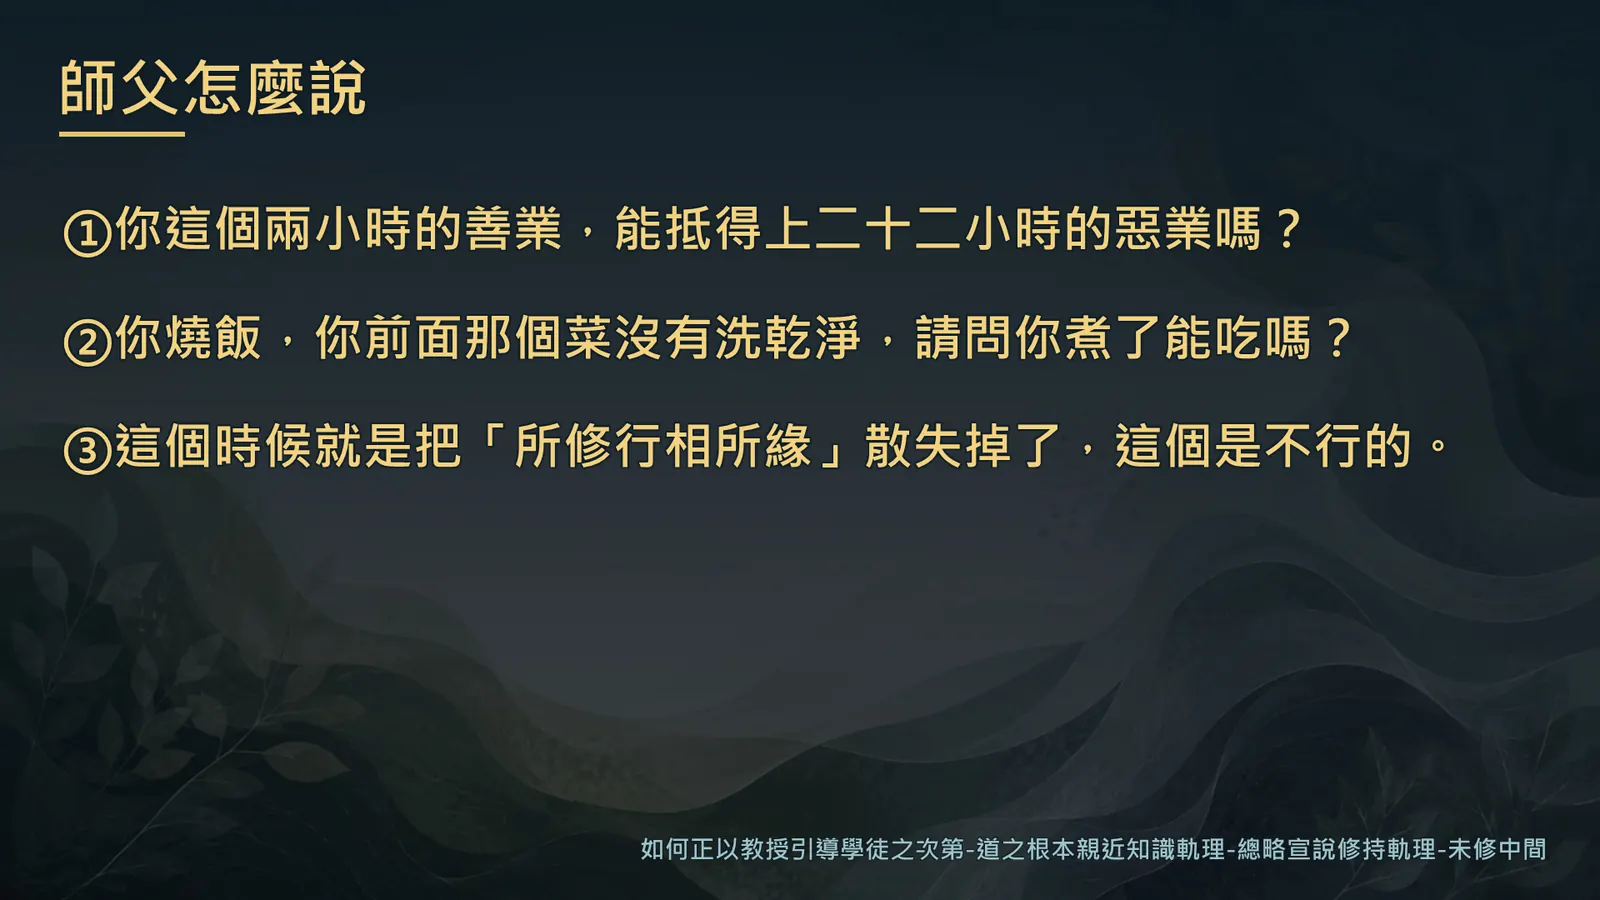 師父怎麼說
①你這個兩小時的善業，能抵得上二十二小時的惡業嗎？
②你燒飯，你前面那個菜沒有洗乾淨，請問你煮了能吃嗎？
③這個時候就是把「所修行相所緣」散失掉了，這個是不行的。
如何正以教授引導學徒之次第-道之根本親近知識軌理-總略宣說修持軌理-未修中間